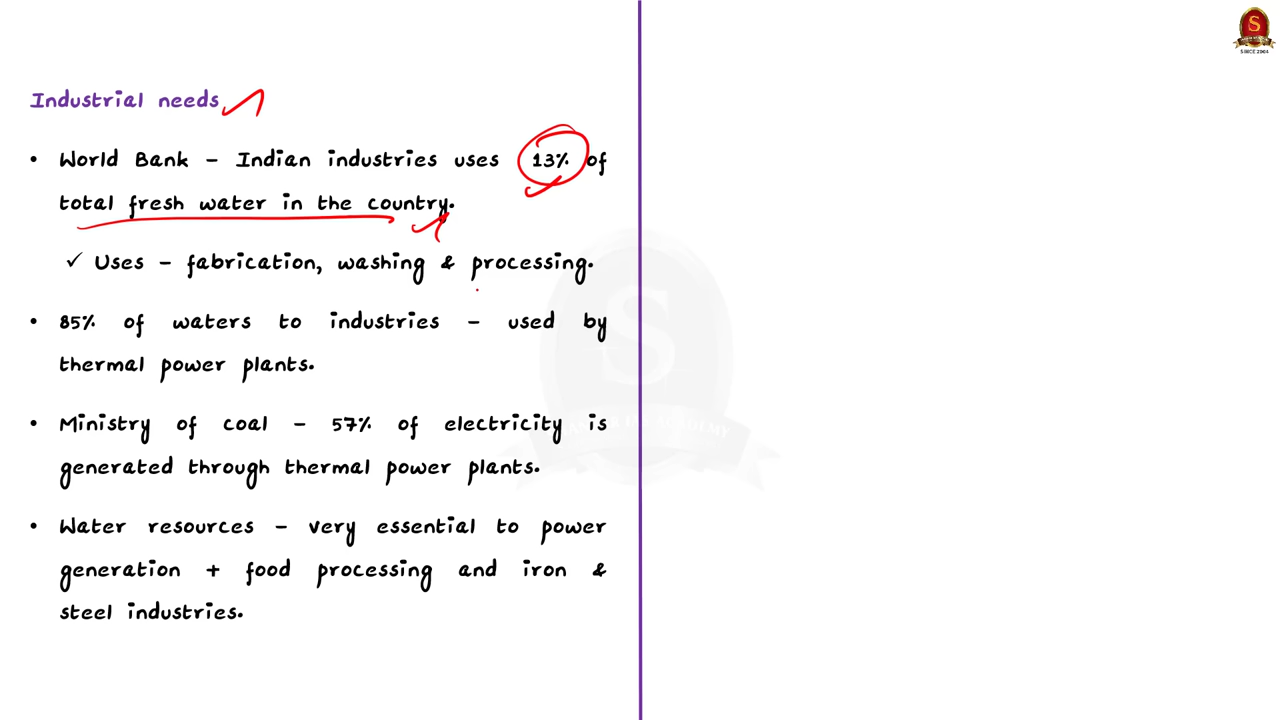 Industrial needs
• World Bank – Indian industries uses 13% of
total fresh water in the country.
✓ Uses – fabrication, washing & processing.
• 85% of waters to industries – used by
thermal power plants.
• Ministry of coal – 57% of electricity is
generated through thermal power plants.
• Water resources – very essential to power
generation + food processing and iron &
steel industries.
S
SINCE 2004